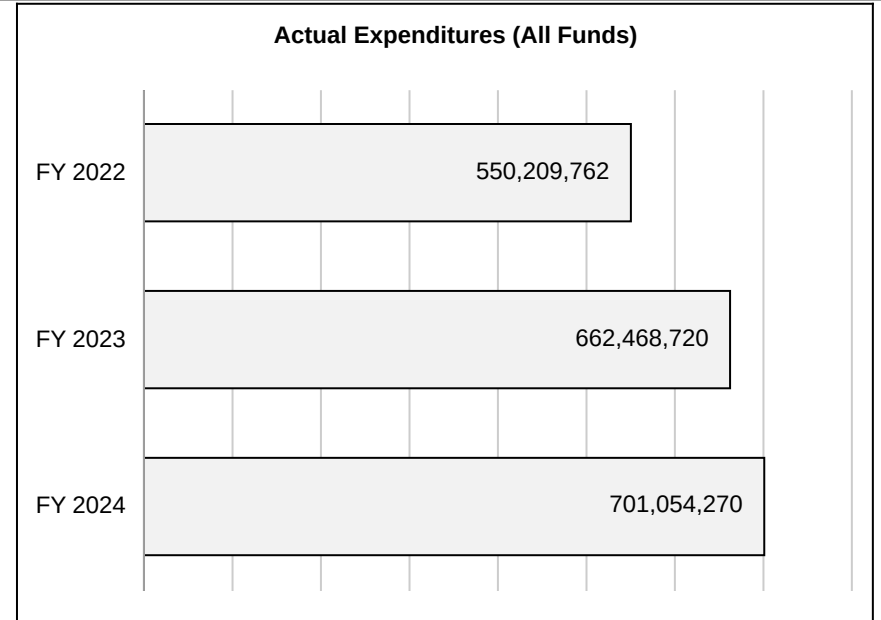 Actual Expenditures (All Funds)
FY 2022 550,209,762
FY 2023 662,468,720
FY 2024 701,054,270